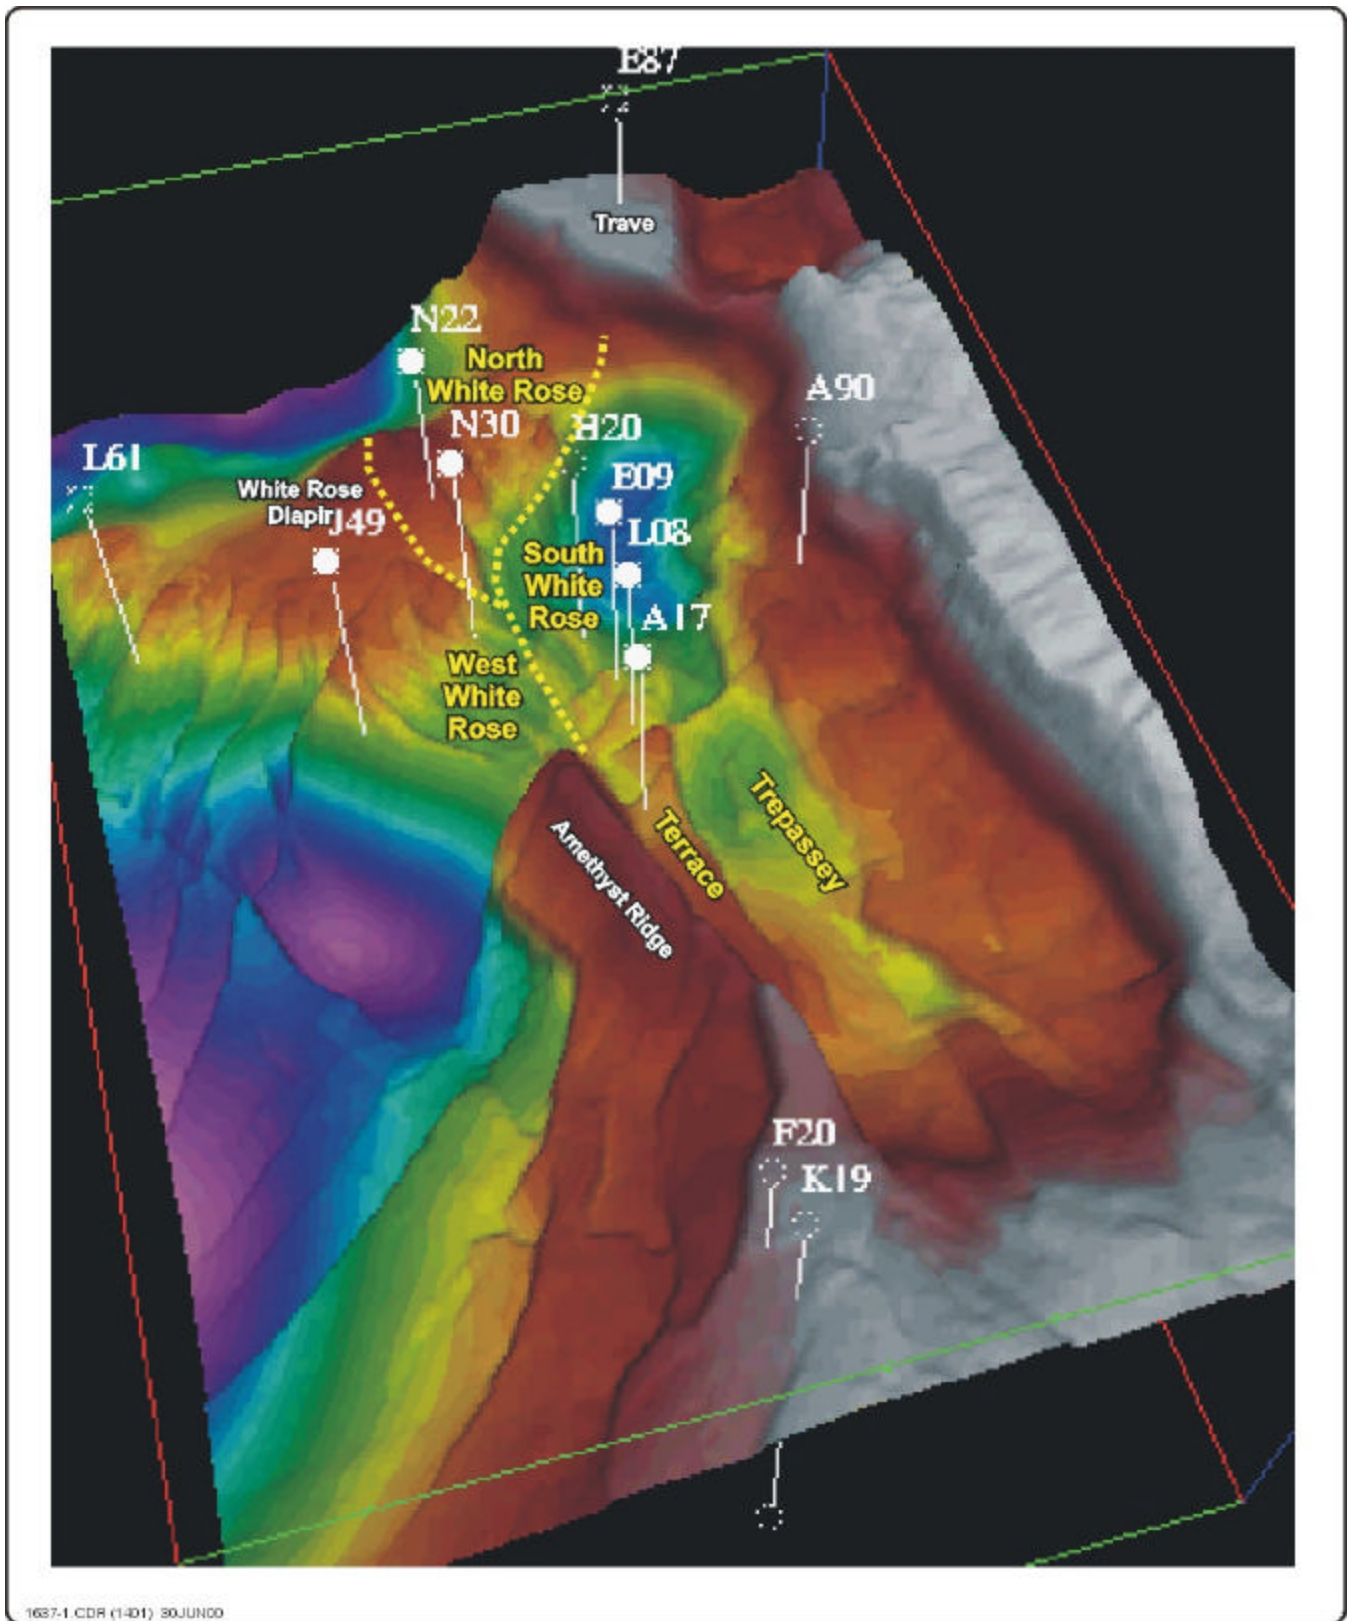 E87
Trave
N22
North
White Rose
A90
N30
H20
L61
E09
White Rose
Diapir
J49
L08
South
White
Rose
A17
West
White
Rose
Trepassey
Terrace
Amethyst Ridge
F20
K19
1637-1.CDR (1401) 30JUN00